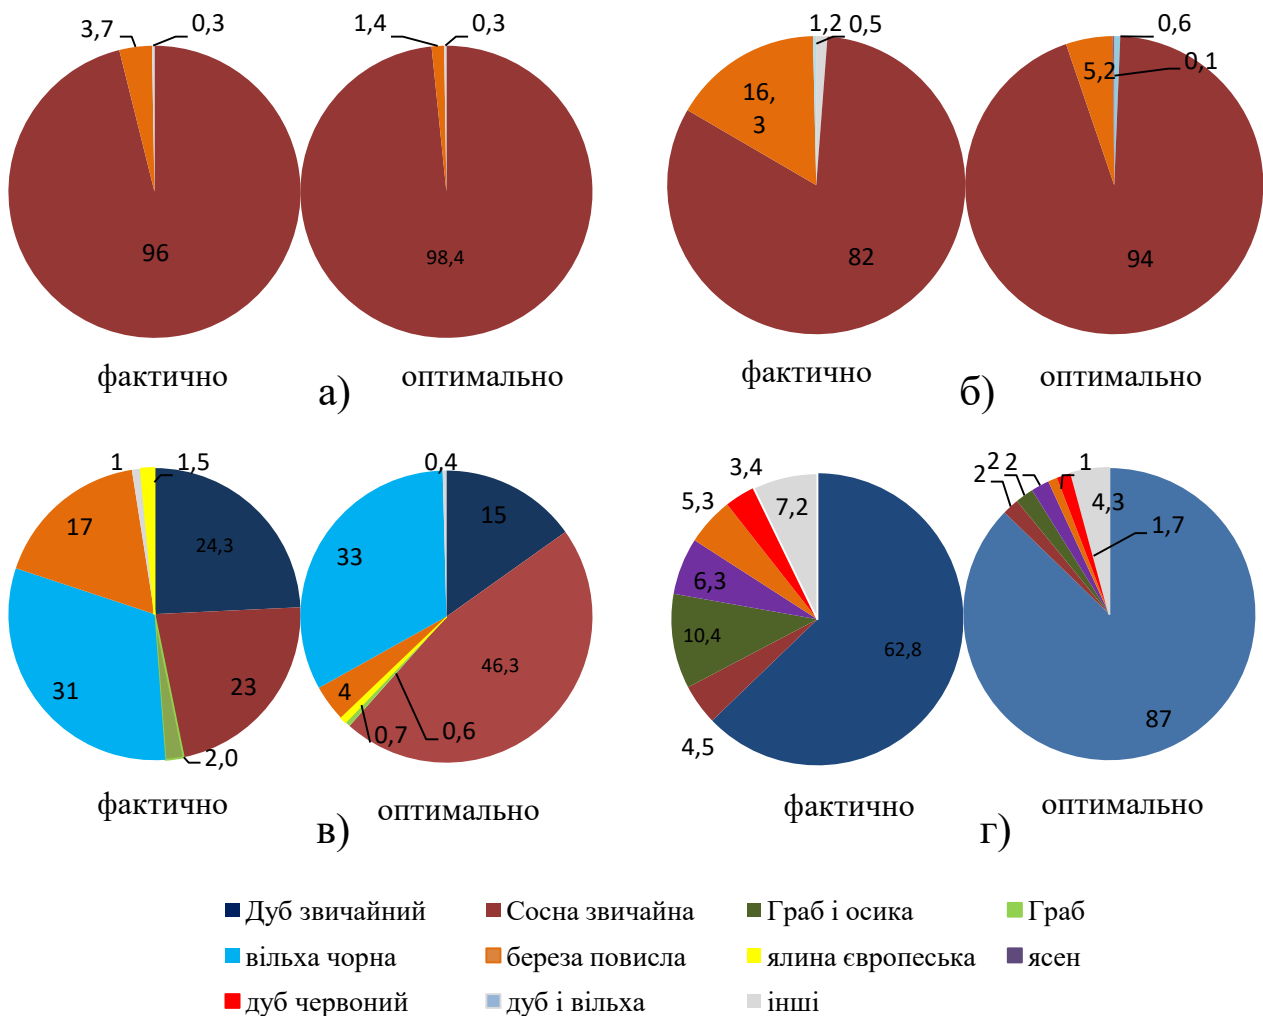 3,7 0,3 1,4 0,3 1,2 0,5 0,6
16,
3
5,2 0,1
96 98,4 82 94
фактично оптимально фактично оптимально
а) б)
1 1,5 0,4 3,4 2 2 2 1
17 24,3 33 15 5,3 7,2 4,3 1,7
6,3
31 23 46,3 10,4 62,8
4 0,7 0,6 87
2,0 4,5
фактично оптимально фактично оптимально
в) г)
Дуб звичайний Сосна звичайна Граб і осика Граб
вільха чорна береза повисла ялина європеська ясен
дуб червоний дуб і вільха інші